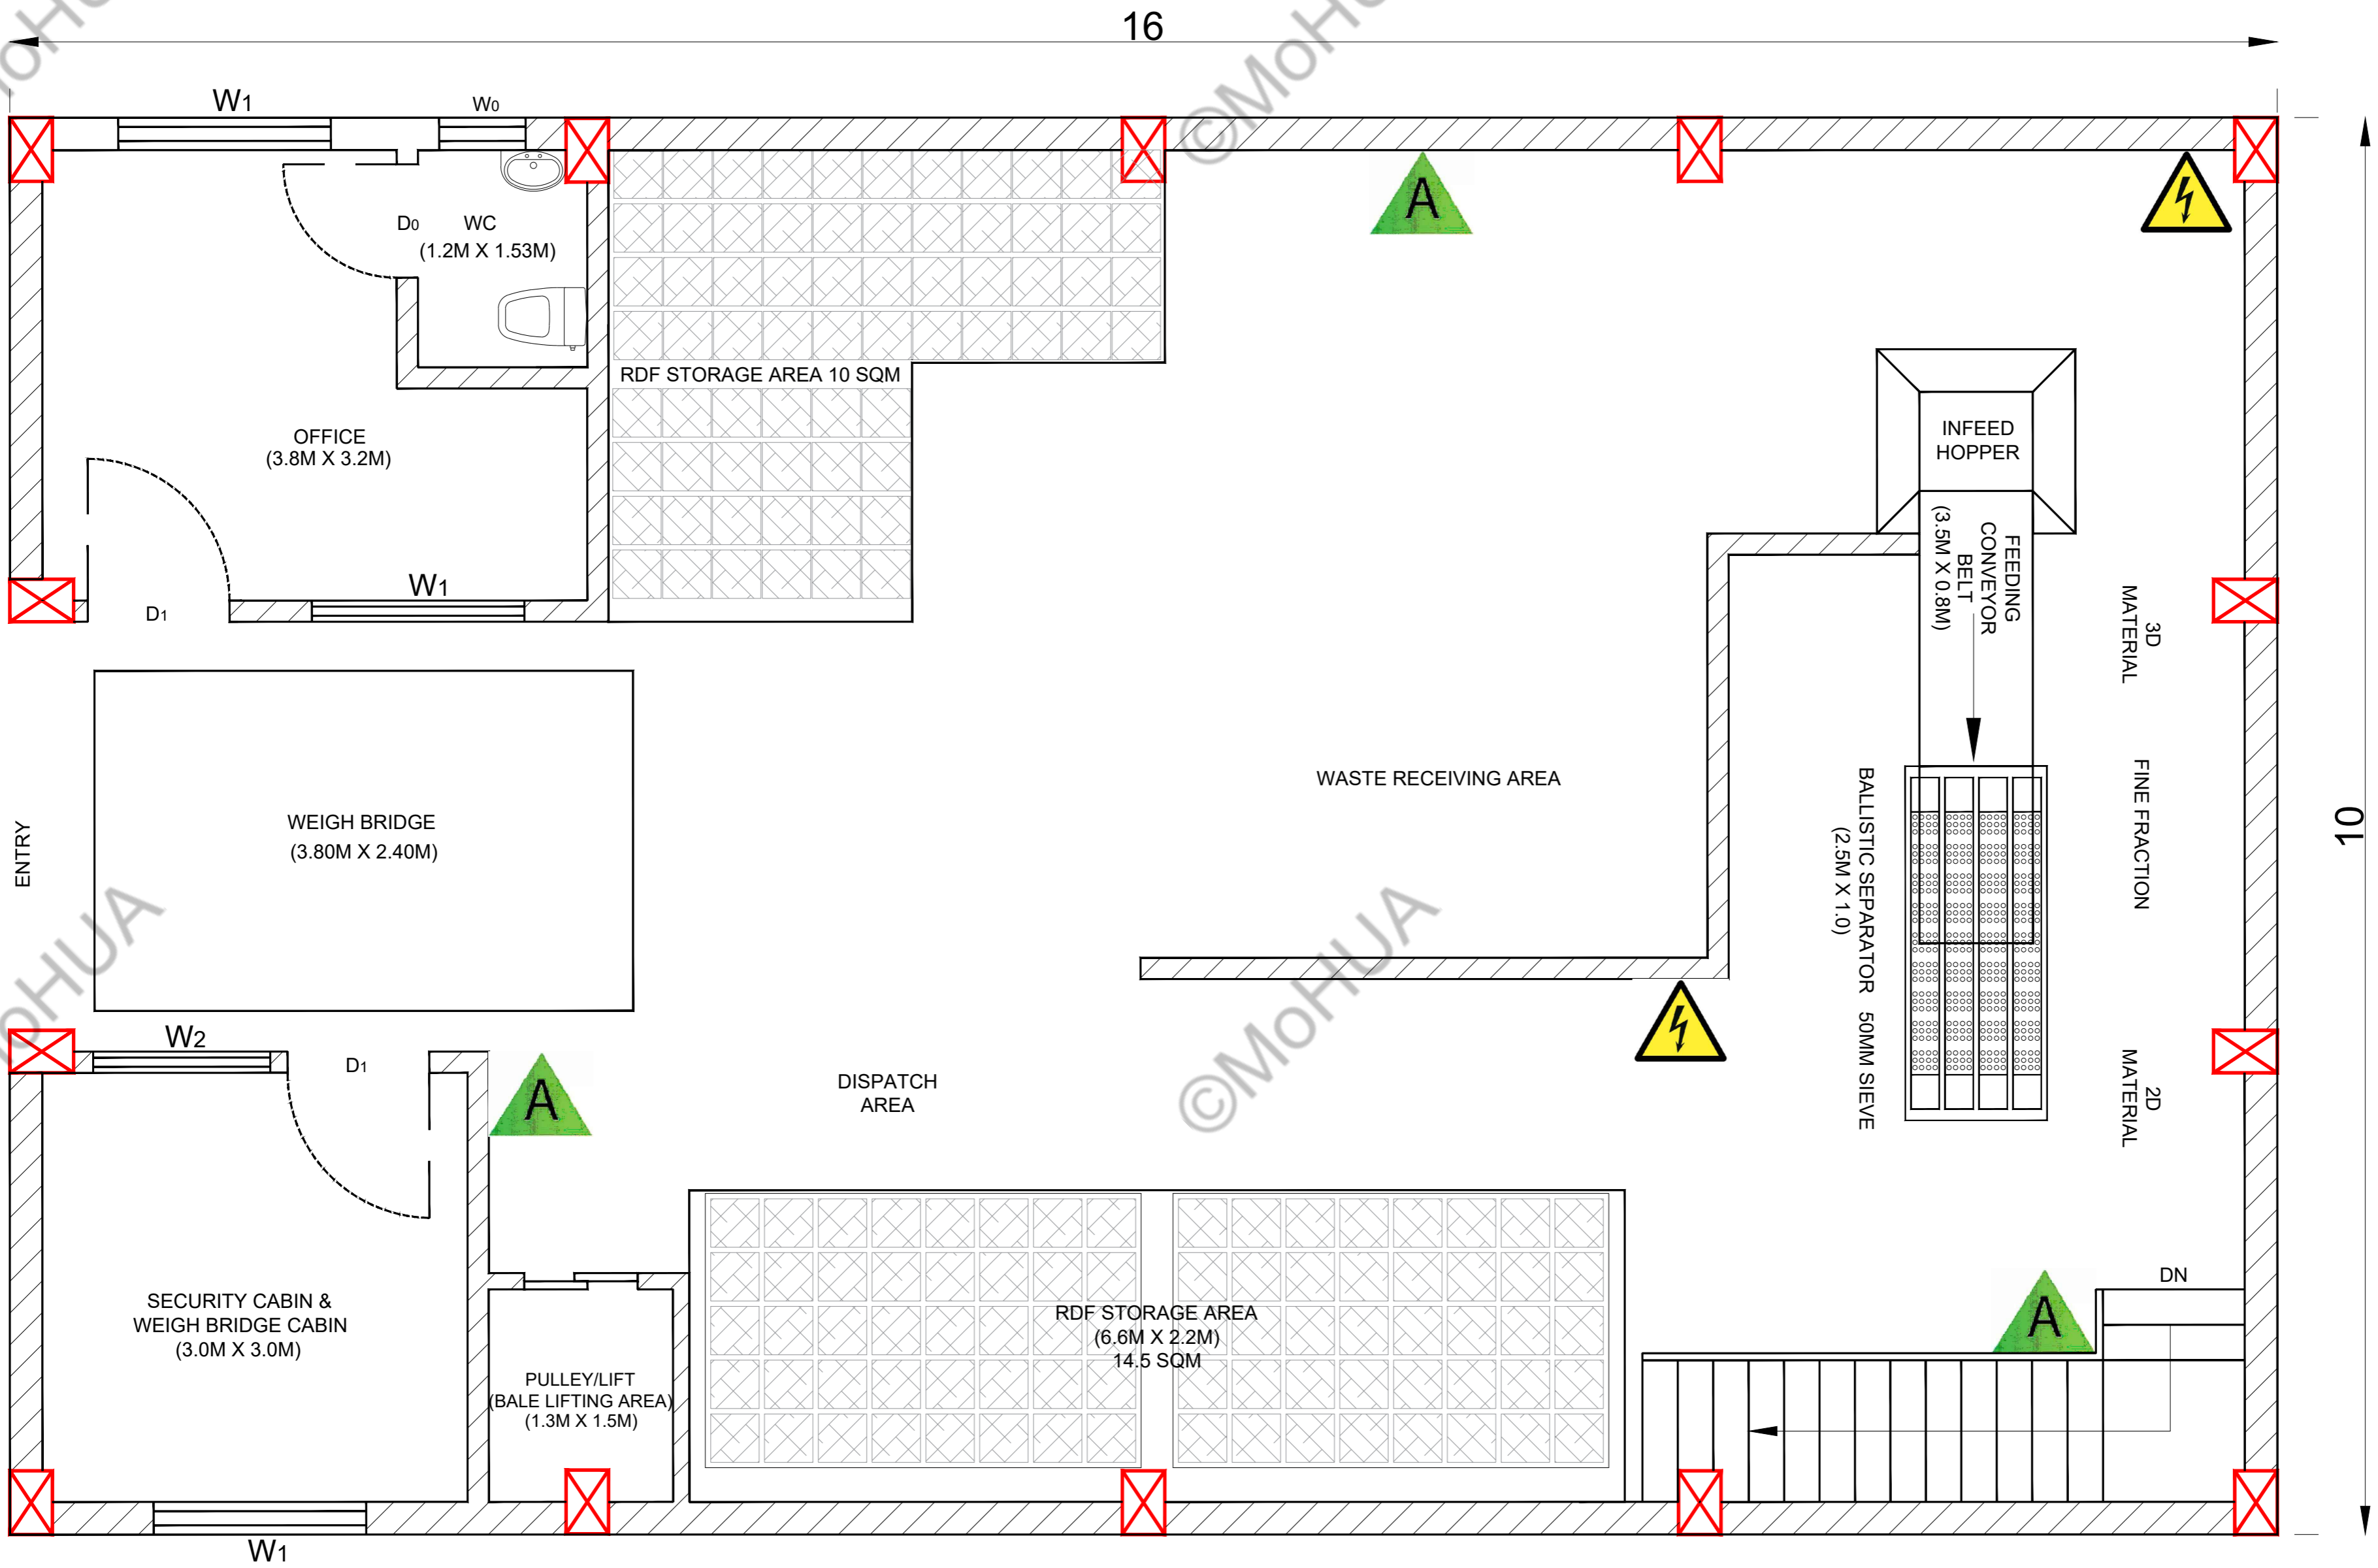 16
W1
W0
A
D0
WC
(1.2M X 1.53M)
RDF STORAGE AREA 10 SQM
OFFICE
(3.8M X 3.2M)
INFEED
HOPPER
FEEDING
CONVEYOR
BELT
(3.5M X 0.8M)
W1
D1
3D
MATERIAL
WASTE RECEIVING AREA
FINE FRACTION
BALLISTIC SEPARATOR 50MM SIEVE
(2.5M X 1.0)
10
ENTRY
WEIGH BRIDGE
(3.80M X 2.40M)
W2
D1
A
DISPATCH
AREA
2D
MATERIAL
SECURITY CABIN &
WEIGH BRIDGE CABIN
(3.0M X 3.0M)
PULLEY/LIFT
(BALE LIFTING AREA)
(1.3M X 1.5M)
RDF STORAGE AREA
(6.6M X 2.2M)
14.5 SQM
A
DN
W1
©MoHUA
©MoHUA
MoHUA
MoHUA